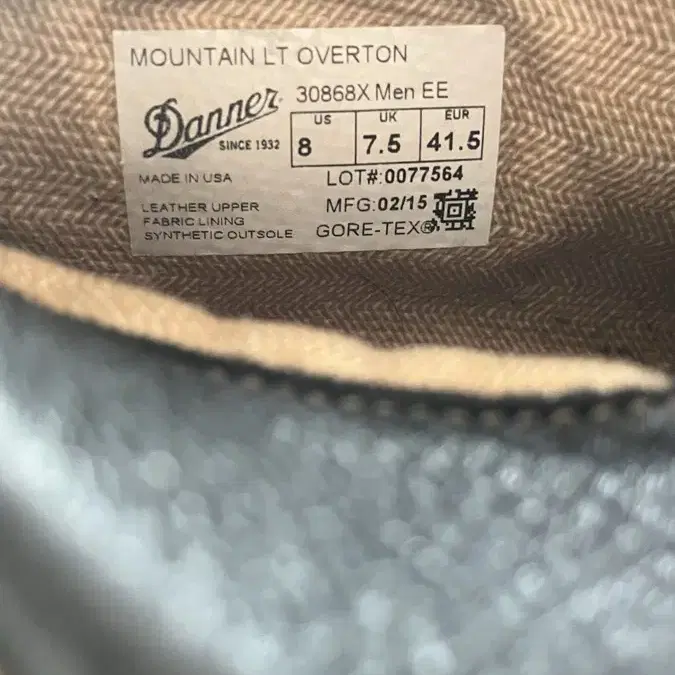 MOUNTAIN LT OVERTON
Danner
SINCE 1932
30868X Men EE
US UK EUR
8 7.5 41.5
MADE IN USA
LOT#:0077564
LEATHER UPPER
FABRIC LINING
SYNTHETIC OUTSOLE
MFG:02/15
GORE-TEX®